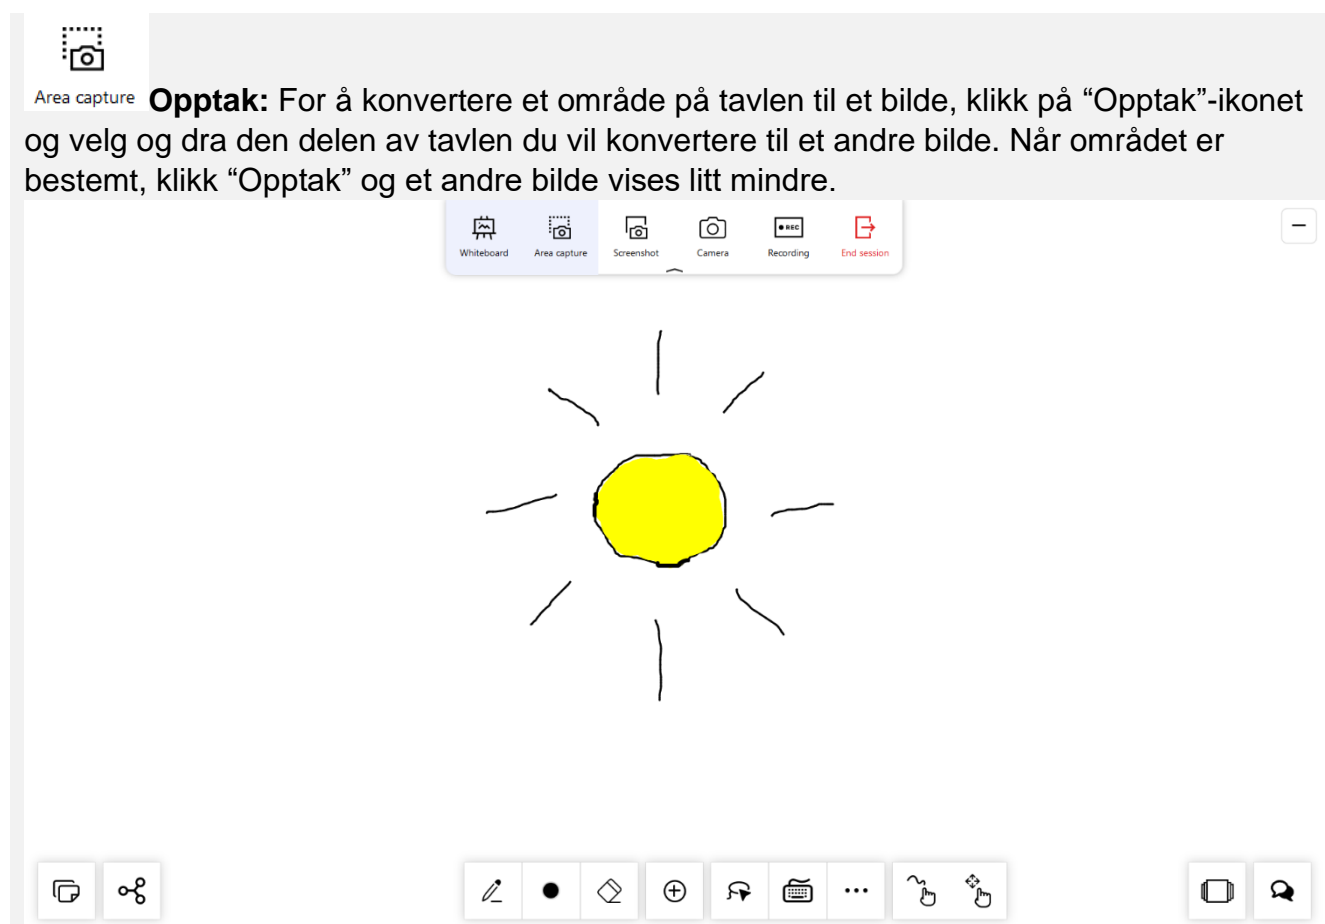 Area capture Opptak: For å konvertere et område på tavlen til et bilde, klikk på “Opptak”-ikonet
og velg og dra den delen av tavlen du vil konvertere til et andre bilde. Når området er
bestemt, klikk “Opptak” og et andre bilde vises litt mindre.
REC
Whiteboard Area capture Screenshot Camera Recording End session